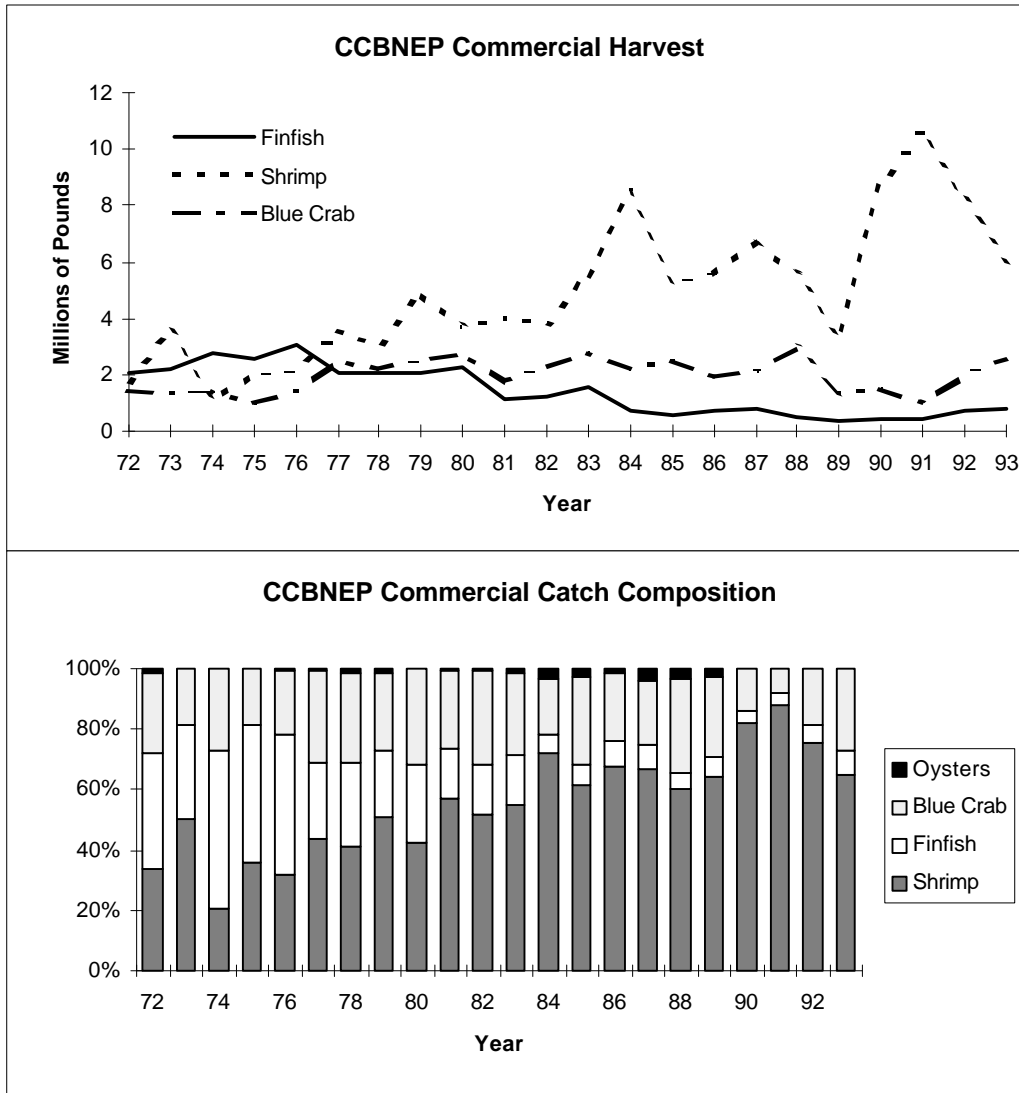 CCBNEP Commercial Harvest
12
10
8
6
4
2
0
Millions of Pounds
Finfish
Shrimp
Blue Crab
72 73 74 75 76 77 78 79 80 81 82 83 84 85 86 87 88 89 90 91 92 93
Year
CCBNEP Commercial Catch Composition
100%
80%
60%
40%
20%
0%
Oysters
Blue Crab
Finfish
Shrimp
72 74 76 78 80 82 84 86 88 90 92
Year